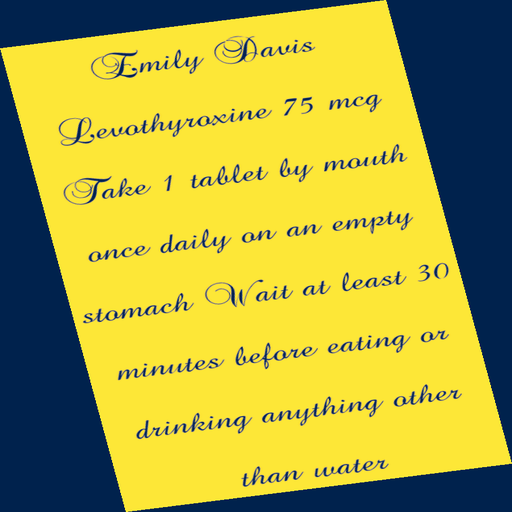 Emily Davis
Levothyroxine 75 mcg
Take 1 tablet by mouth
once daily on an empty
stomach Wait at least 30
minutes before eating or
drinking anything other
than water